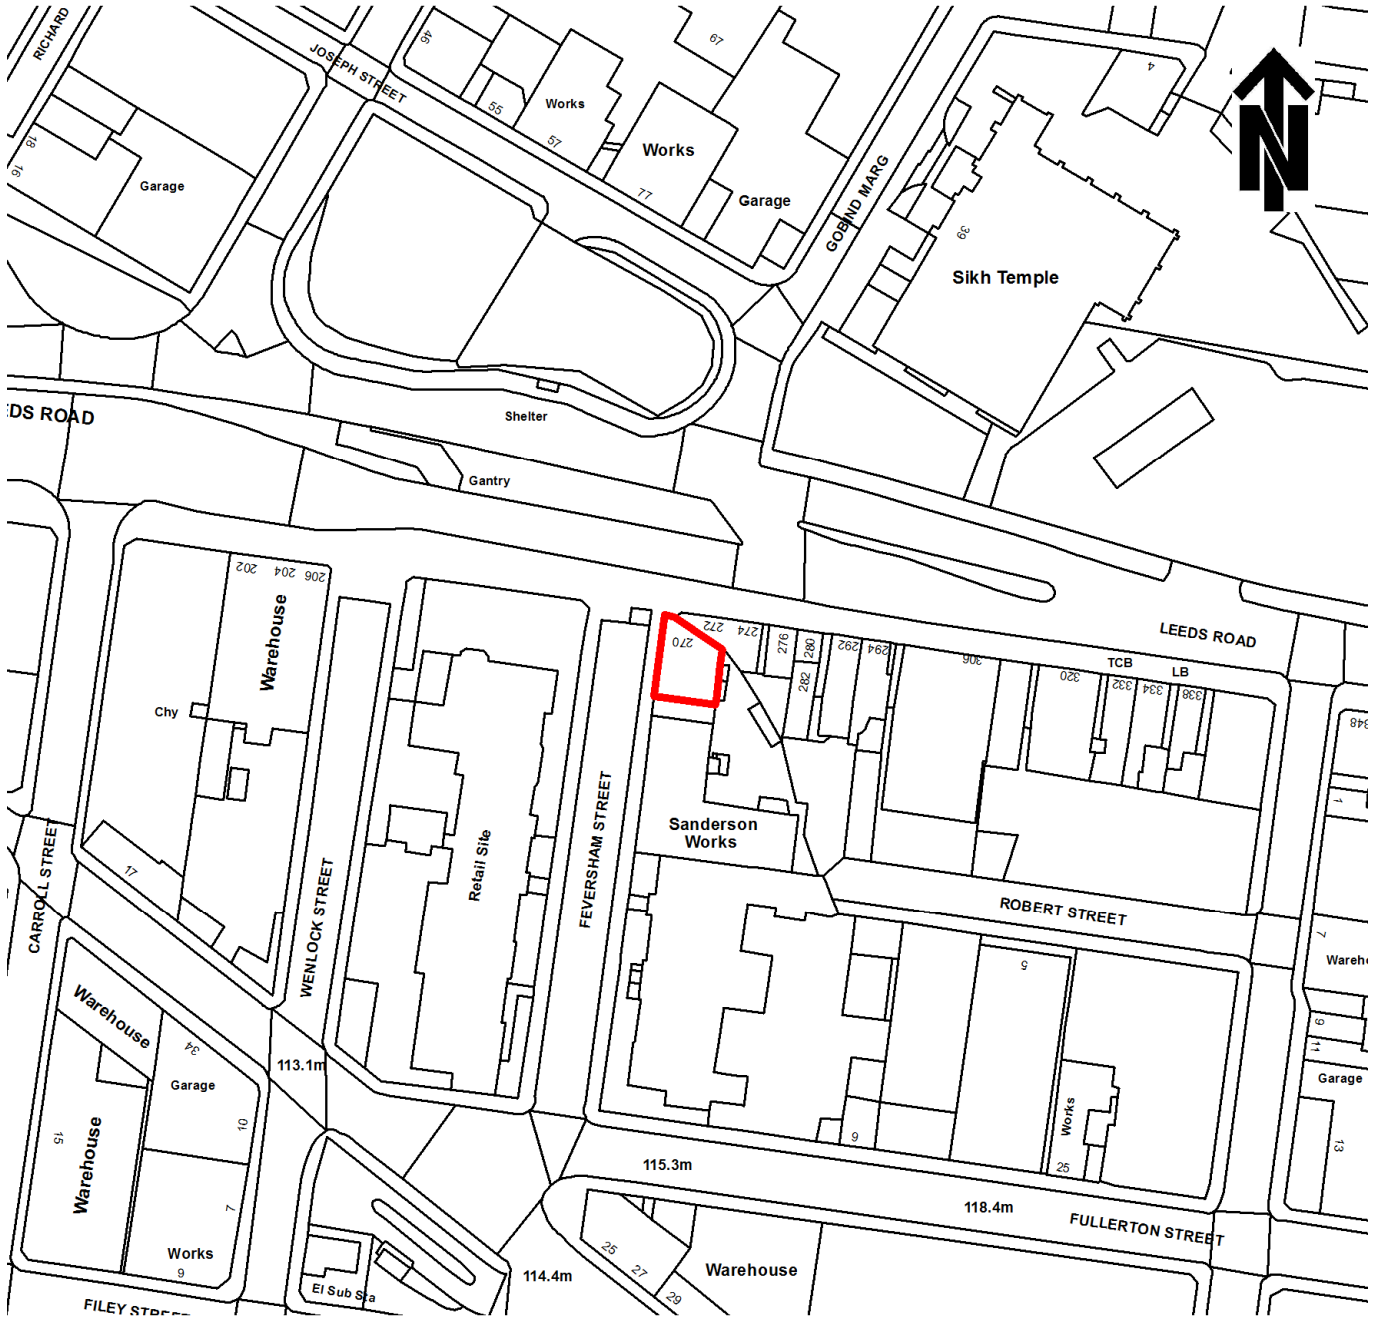 RICHARD
JOSEPH STREET
46
67
4
N
55
Works
57
18
16
Works
Garage
77
Garage
GOBIND MARG
39
Sikh Temple
EDS ROAD
Shelter
Gantry
202
204
206
Warehouse
Chy
270
272
274
276
280
282
292
294
306
320
TCB
LB
332
334
338
348
LEEDS ROAD
Sanderson
Works
Retail Site
FEVERSHAM STREET
WENLOCK STREET
CARROLL STREET
17
1
ROBERT STREET
7
Wareh
5
9
11
Garage
13
Warehouse
34
113.1m
Garage
10
15
Warehouse
7
Works
9
Works
25
115.3m
118.4m
FULLERTON STREET
25
27
29
Warehouse
114.4m
El Sub Sta
FILEY STREET